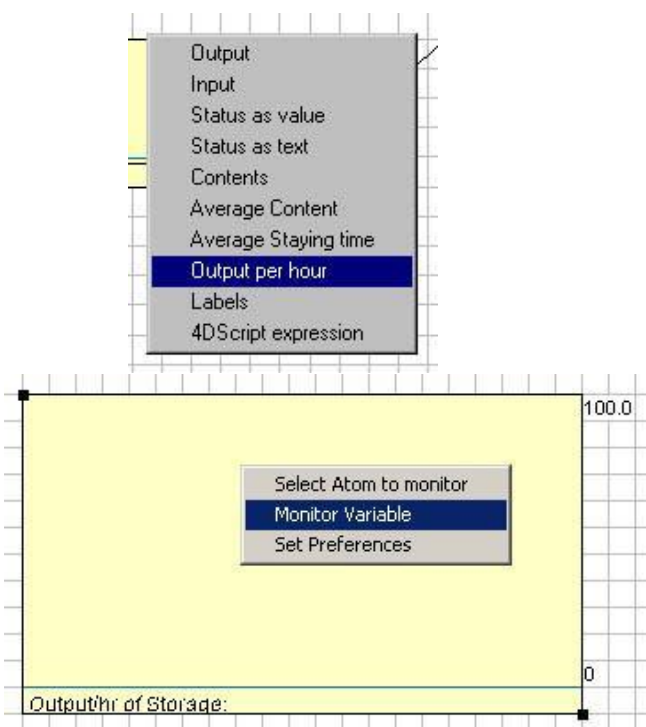 Output
Input
Status as value
Status as text
Contents
Average Content
Average Staying time
Output per hour
Labels
4DScript expression
100.0
Select Atom to monitor
Monitor Variable
Set Preferences
0
Output/hr of Storage: